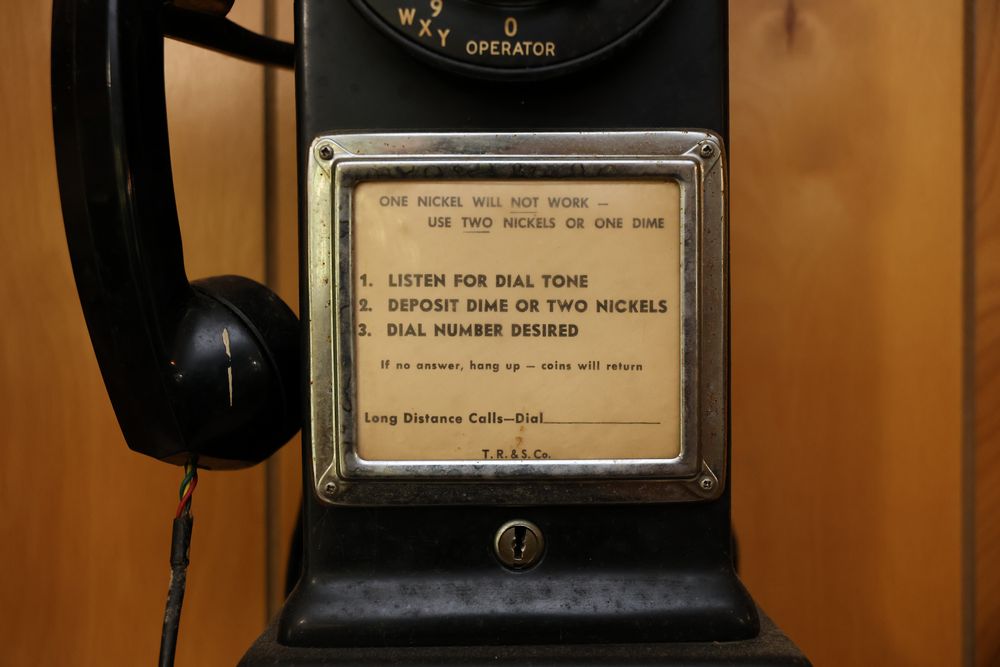 9
WXY
0
OPERATOR
ONE NICKEL WILL NOT WORK —
USE TWO NICKELS OR ONE DIME
1. LISTEN FOR DIAL TONE
2. DEPOSIT DIME OR TWO NICKELS
3. DIAL NUMBER DESIRED
If no answer, hang up — coins will return
Long Distance Calls—Dial
T. R. & S. Co.